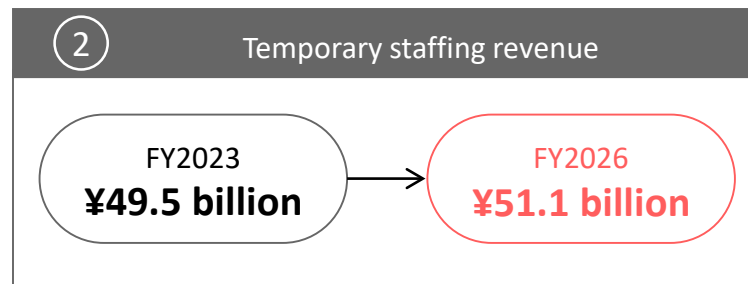 2
Temporary staffing revenue
FY2023
¥49.5 billion
FY2026
¥51.1 billion